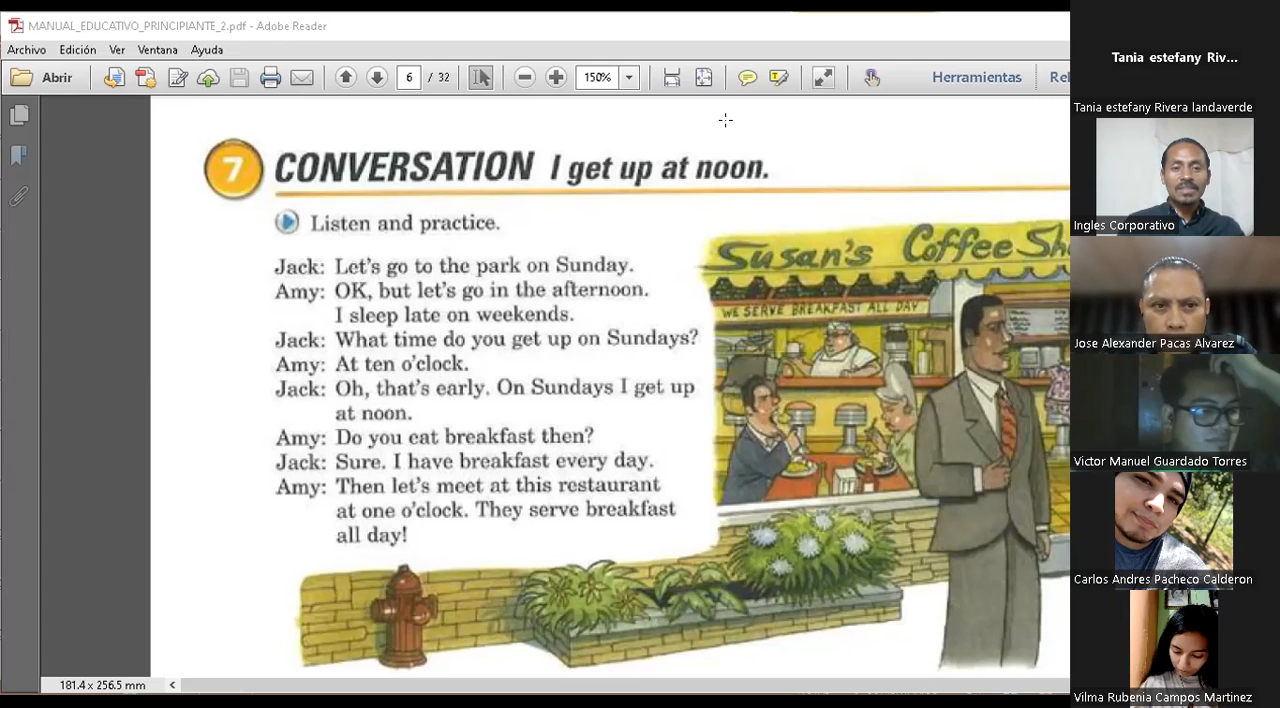 MANUAL_EDUCATIVO_PRINCIPIANTE_2.pdf - Adobe Reader
Archivo Edición Ver Ventana Ayuda
Abrir 6 / 32 150% Herramientas
7 CONVERSATION I get up at noon.
Listen and practice.
Jack: Let's go to the park on Sunday.
Amy: OK, but let's go in the afternoon.
I sleep late on weekends.
Jack: What time do you get up on Sundays?
Amy: At ten o'clock.
Jack: Oh, that's early. On Sundays I get up
at noon.
Amy: Do you eat breakfast then?
Jack: Sure. I have breakfast every day.
Amy: Then let's meet at this restaurant
at one o'clock. They serve breakfast
all day!
Susan's Coffee Sh
WE SERVE BREAKFAST ALL DAY
181.4 x 256.5 mm
Tania estefany Riv...
Tania estefany Rivera landaverde
Ingles Corporativo
Jose Alexander Pacas Alvarez
Victor Manuel Guardado Torres
Carlos Andres Pacheco Calderon
Vilma Rubenia Campos Martinez